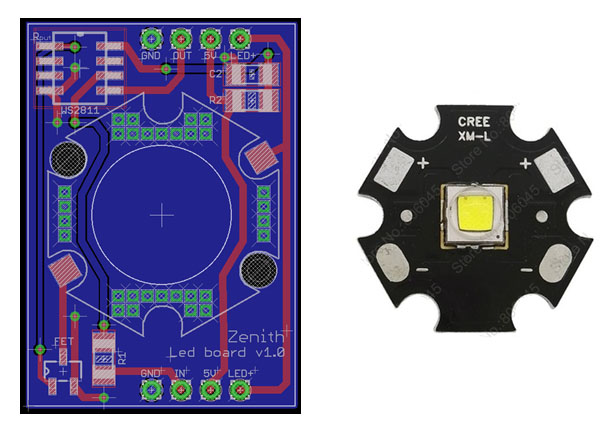 Rout
GND OUT 5V LED+
C2
R2
WS2811
Zenith
Led board v1.0
FET
R1
GND IN 5V LED+
CREE
XM-L
+ +
- -